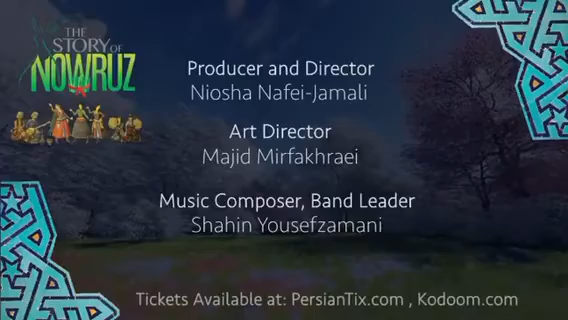 THE
STORY OF
NOWRUZ
Producer and Director
Niosha Nafei-Jamali
Art Director
Majid Mirfakhraei
Music Composer, Band Leader
Shahin Yousefzamani
Tickets Available at: PersianTix.com , Kodoom.com